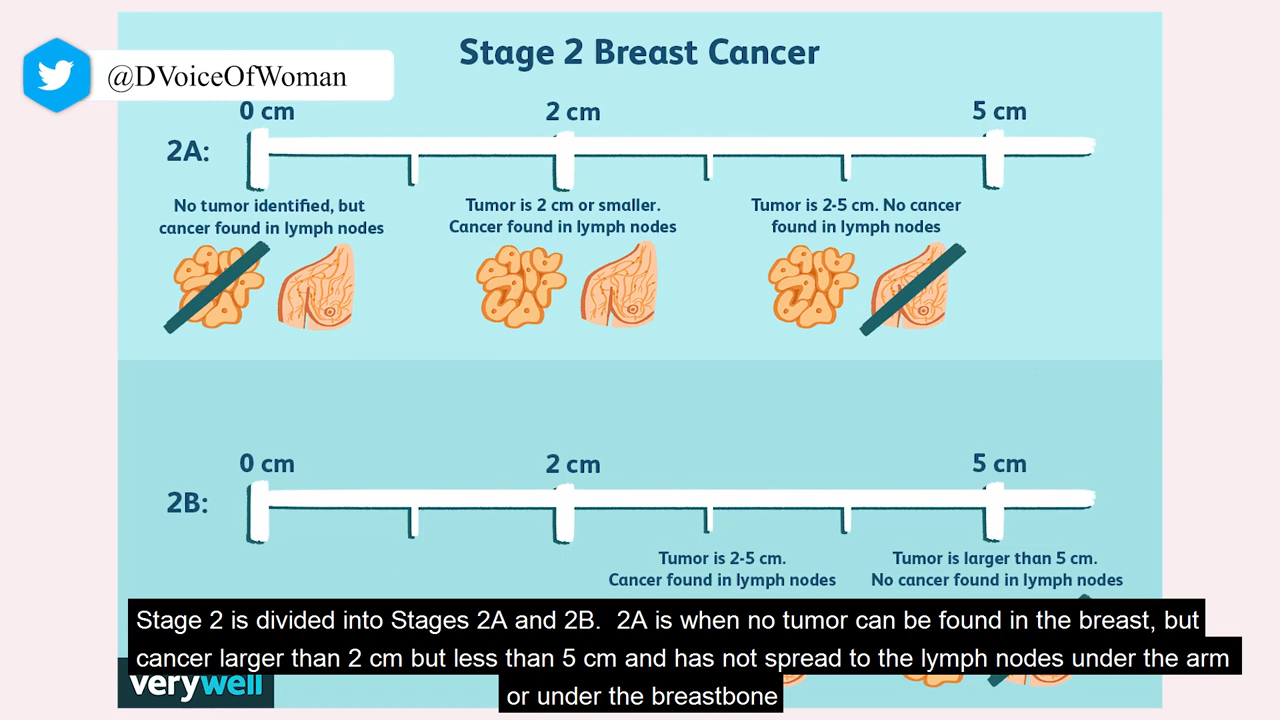 Stage 2 Breast Cancer
@DVoiceOfWoman
0 cm
2 cm
5 cm
2A:
No tumor identified, but
cancer found in lymph nodes
Tumor is 2 cm or smaller.
Cancer found in lymph nodes
Tumor is 2-5 cm. No cancer
found in lymph nodes
0 cm
2 cm
5 cm
2B:
Tumor is 2-5 cm.
Cancer found in lymph nodes
Tumor is larger than 5 cm.
No cancer found in lymph nodes
Stage 2 is divided into Stages 2A and 2B.  2A is when no tumor can be found in the breast, but
cancer larger than 2 cm but less than 5 cm and has not spread to the lymph nodes under the arm
or under the breastbone
verywell